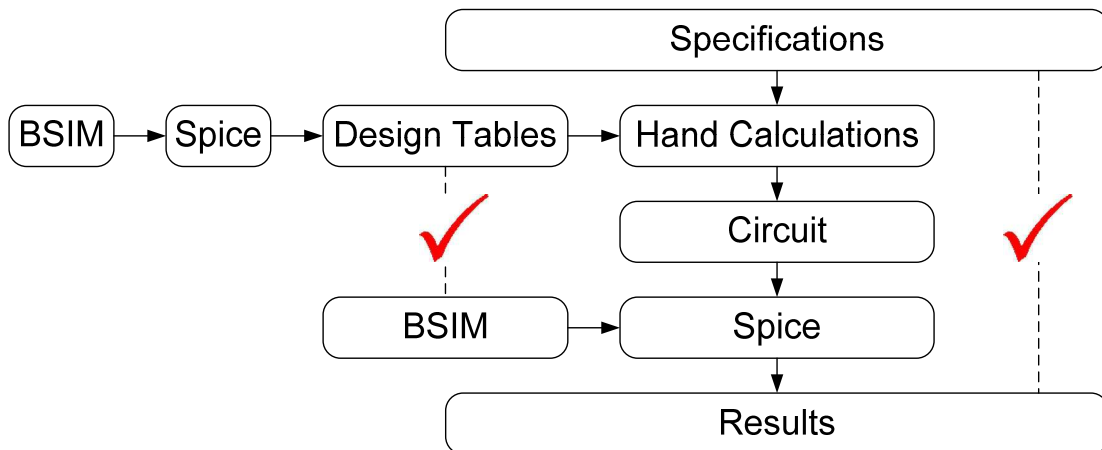 Specifications
BSIM
Spice
Design Tables
Hand Calculations
Circuit
BSIM
Spice
Results